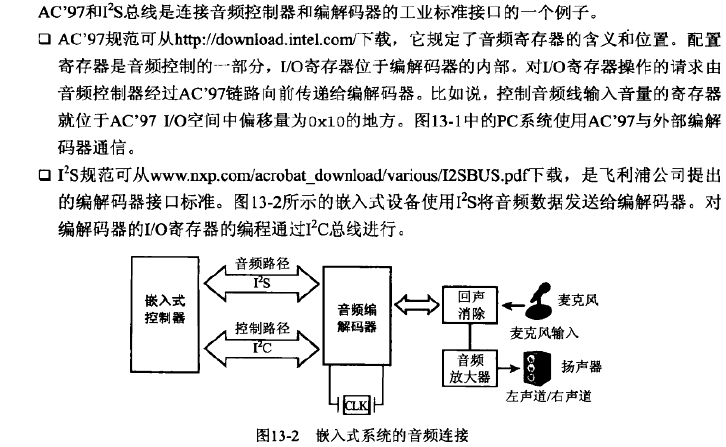 AC'97和I²S总线是连接音频控制器和编解码器的工业标准接口的一个例子。
❑ AC'97规范可从http://download.intel.com/下载，它规定了音频寄存器的含义和位置。配置
寄存器是音频控制的一部分，I/O寄存器位于编解码器的内部。对I/O寄存器操作的请求由
音频控制器经过AC'97链路向前传递给编解码器。比如说，控制音频线输入音量的寄存器
就位于AC'97 I/O空间中偏移量为0x10的地方。图13-1中的PC系统使用AC'97与外部编解
码器通信。
❑ I²S规范可从www.nxp.com/acrobat_download/various/I2SBUS.pdf下载，是飞利浦公司提出
的编解码器接口标准。图13-2所示的嵌入式设备使用I²S将音频数据发送给编解码器。对
编解码器的I/O寄存器的编程通过I²C总线进行。
音频路径
I²S
嵌入式
控制器
控制路径
I²C
音频编
解码器
CLK
回声
消除
麦克风
麦克风输入
音频
放大器
扬声器
左声道/右声道
图13-2 嵌入式系统的音频连接